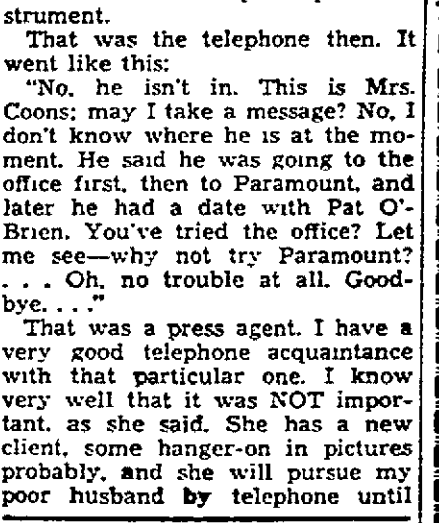 strument.
That was the telephone then. It
went like this:
"No, he isn't in. This is Mrs.
Coons; may I take a message? No, I
don't know where he is at the mo-
ment. He said he was going to the
office first, then to Paramount, and
later he had a date with Pat O'-
Brien. You've tried the office? Let
me see—why not try Paramount?
. . . Oh, no trouble at all. Good-
bye. . . ."
That was a press agent. I have a
very good telephone acquaintance
with that particular one. I know
very well that it was NOT impor-
tant, as she said. She has a new
client, some hanger-on in pictures
probably, and she will pursue my
poor husband by telephone until